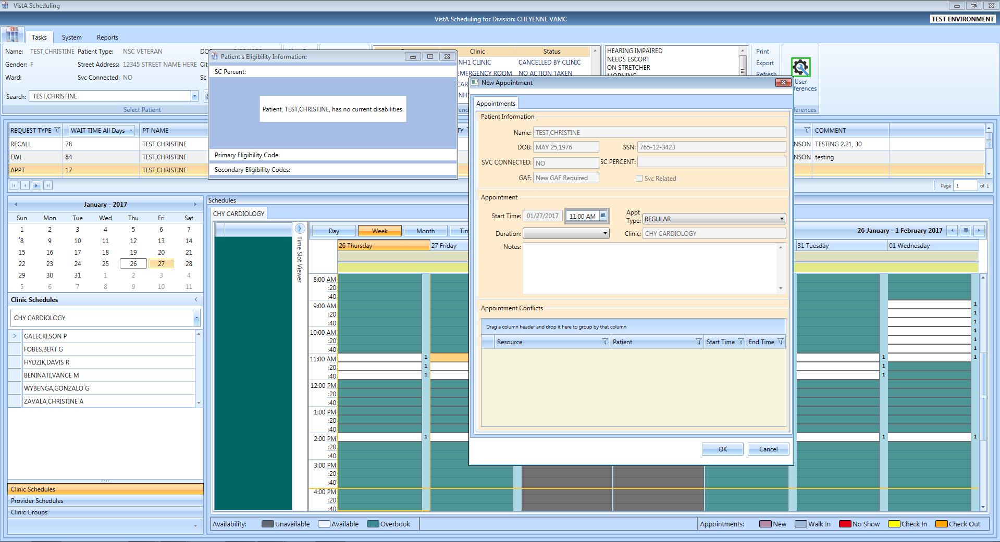 VistA Scheduling
VistA Scheduling for Division: CHEYENNE VAMC
TEST ENVIRONMENT
Tasks System Reports
Name: TEST,CHRISTINE Patient Type: NSC VETERAN
Gender: F Street Address: 12345 STREET NAME HERE
Ward: Svc Connected: NO Sc
Search: TEST,CHRISTINE
Select Patient
Patient's Eligibility Information:
SC Percent:
Patient, TEST,CHRISTINE, has no current disabilities.
Primary Eligibility Code:
Secondary Eligibility Codes:
Clinic Status
NH1 CLINIC CANCELLED BY CLINIC
EMERGENCY ROOM NO ACTION TAKEN
HEARING IMPAIRED
NEEDS ESCORT
ON STRETCHER
MORNING
Print
Export
Refresh
User
REQUEST TYPE WAIT TIME All Days PT NAME COMMENT
RECALL 78 TEST,CHRISTINE NSON TESTING 2.21, 30
EWL 84 TEST,CHRISTINE NSON testing
APPT 17 TEST,CHRISTINE
Page 1 of 1
New Appointment
Appointments
Patient Information
Name: TEST,CHRISTINE
DOB: MAY 25,1976 SSN: 765-12-3423
SVC CONNECTED: NO SC PERCENT:
GAF: New GAF Required Svc Related
Appointment
Start Time: 01/27/2017 11:00 AM Appt Type: REGULAR
Duration: Clinic: CHY CARDIOLOGY
Notes:
Appointment Conflicts
Drag a column header and drop it here to group by that column
Resource Patient Start Time End Time
OK Cancel
January - 2017
Sun Mon Tue Wed Thu Fri Sat
1 2 3 4 5 6 7
8 9 10 11 12 13 14
15 16 17 18 19 20 21
22 23 24 25 26 27 28
29 30 31 1 2 3 4
5 6 7 8 9 10 11
Clinic Schedules
CHY CARDIOLOGY
GALECKI,SON P
FOBES,BERT G
HYDZIK,DAVIS R
BENINATI,VANCE M
WYBENGA,GONZALO G
ZAVALA,CHRISTINE A
Clinic Schedules
Provider Schedules
Clinic Groups
Schedules
CHY CARDIOLOGY
Time Slot Viewer
Day Week Month
26 January - 1 February 2017
26 Thursday 27 Friday 31 Tuesday 01 Wednesday
8:00 AM
:20
:40
9:00 AM 1
:20 1
:40 1
10:00 AM 1
:20 1
:40 1
11:00 AM 1 1 1
:20 1 1
:40 1 1
12:00 PM
:20
:40
1:00 PM
:20
:40
2:00 PM 1 1 1
:20
:40
3:00 PM
:20
:40
4:00 PM
:20
:40
Availability: Unavailable Available Overbook
Appointments: New Walk In No Show Check In Check Out